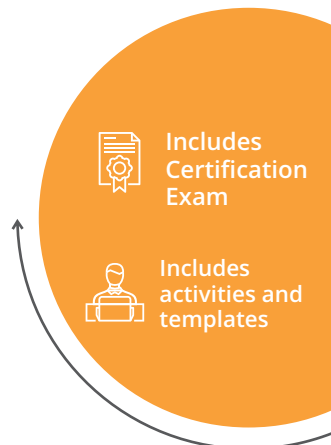 Includes
Certification
Exam
Includes
activities and
templates